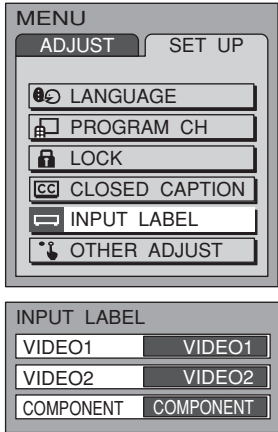 MENU
ADJUST SET UP
LANGUAGE
PROGRAM CH
LOCK
CC CLOSED CAPTION
INPUT LABEL
OTHER ADJUST
INPUT LABEL
VIDEO1 VIDEO1
VIDEO2 VIDEO2
COMPONENT COMPONENT